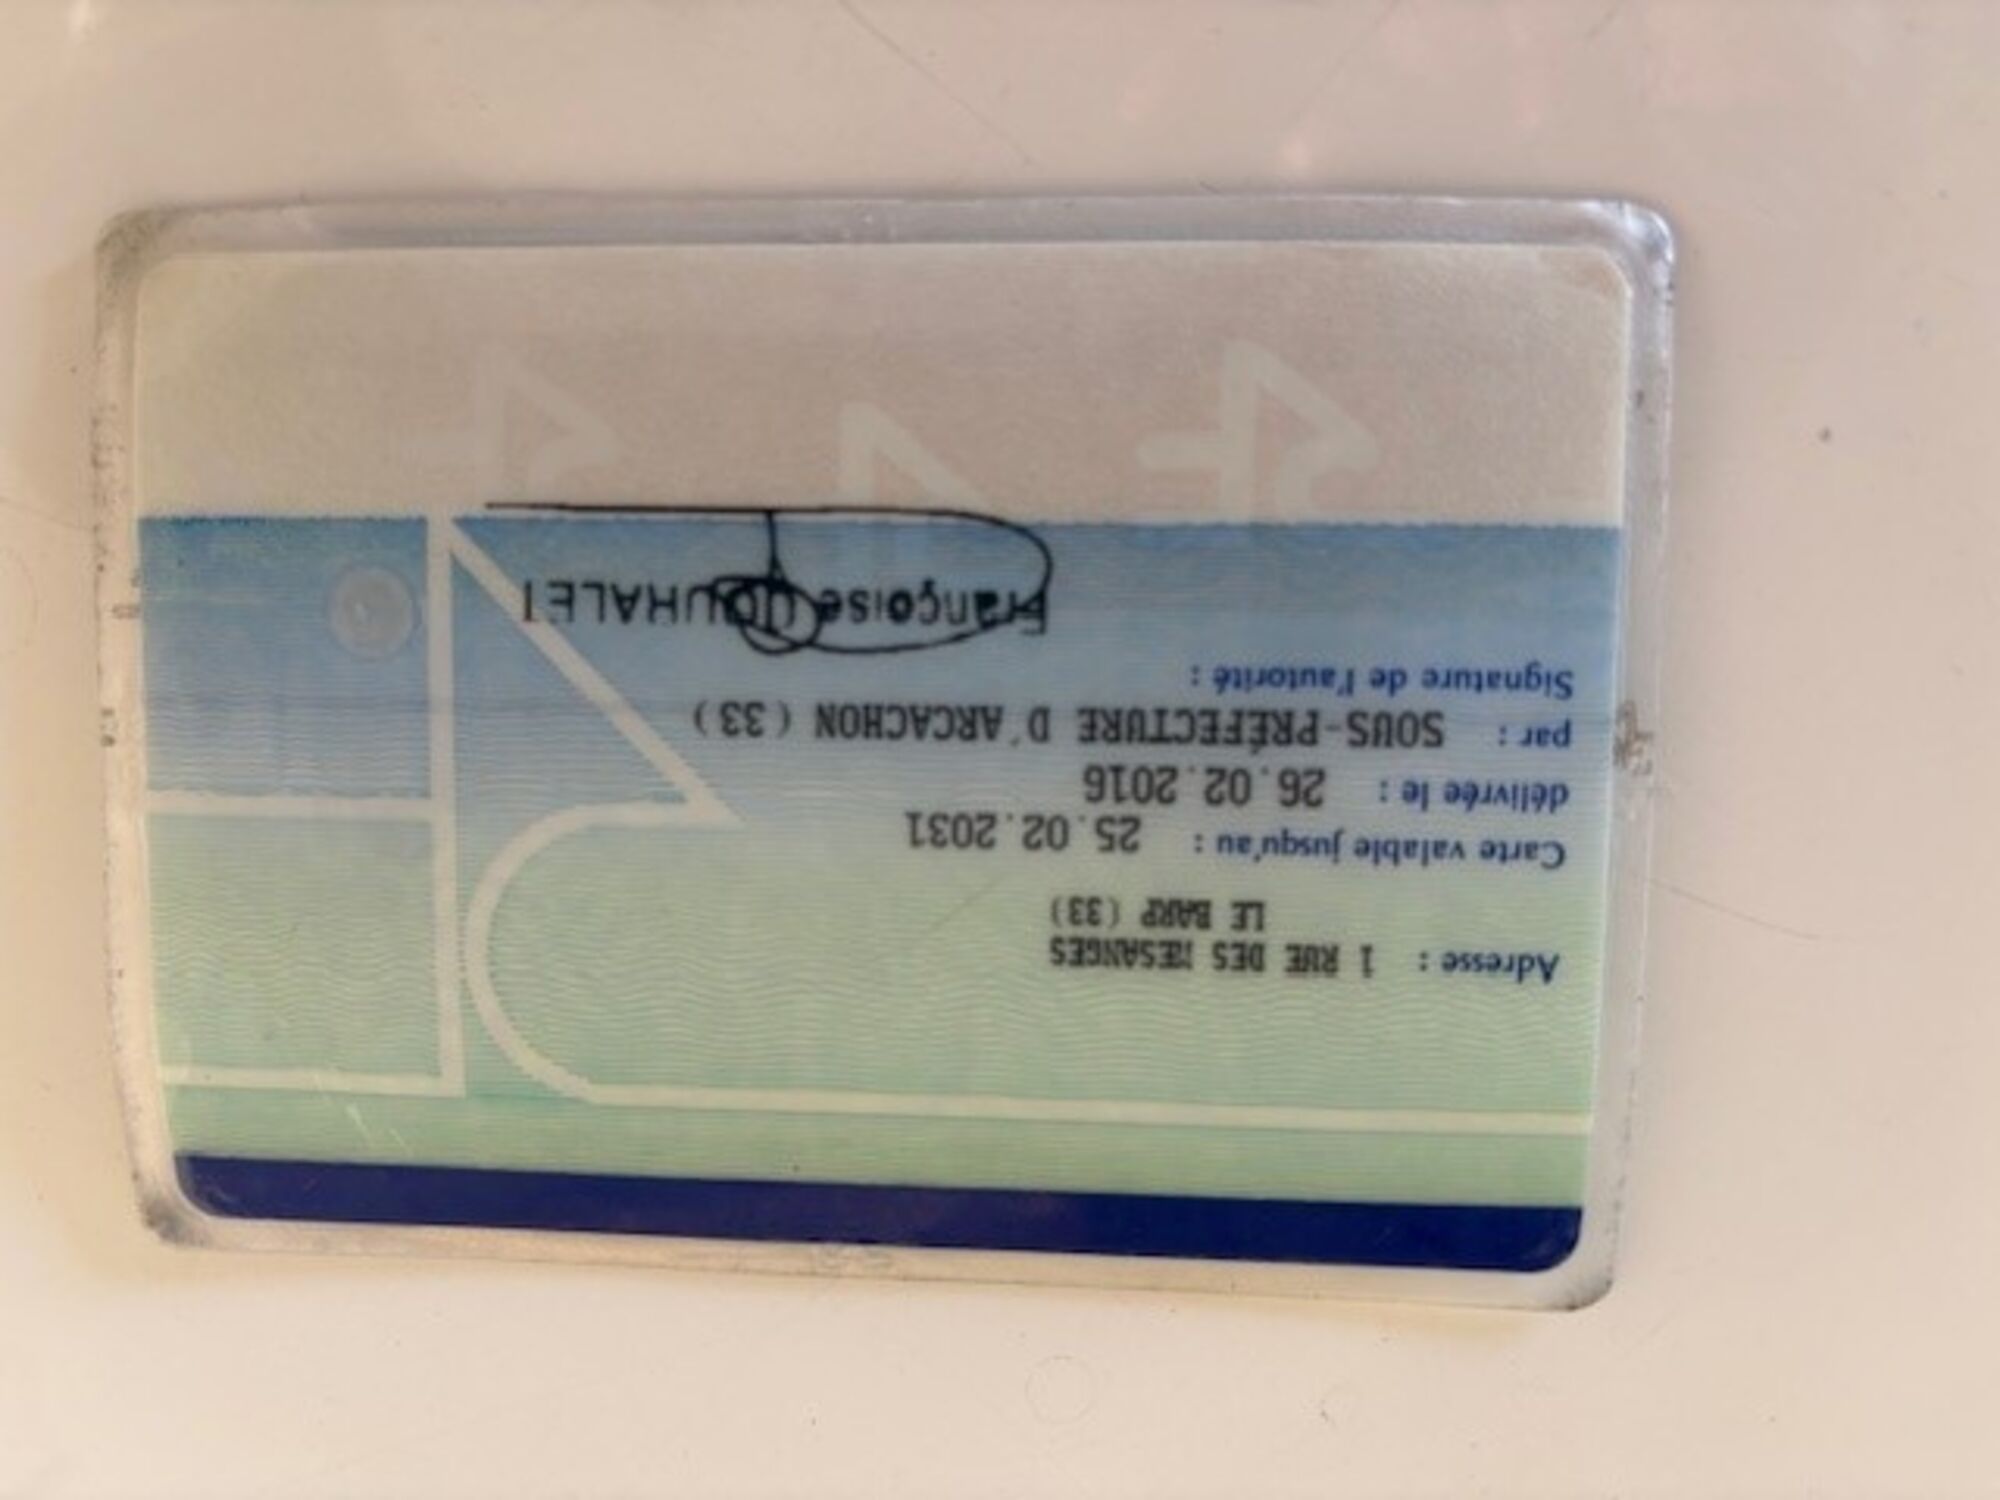 Adresse : 1 RUE DES MESANGES
LE BARP (33)
Carte valable jusqu'au : 25.02.2031
délivrée le : 26.02.2016
par : SOUS-PRÉFECTURE D'ARCACHON (33)
Signature de l'autorité :
Françoise JOUHALET